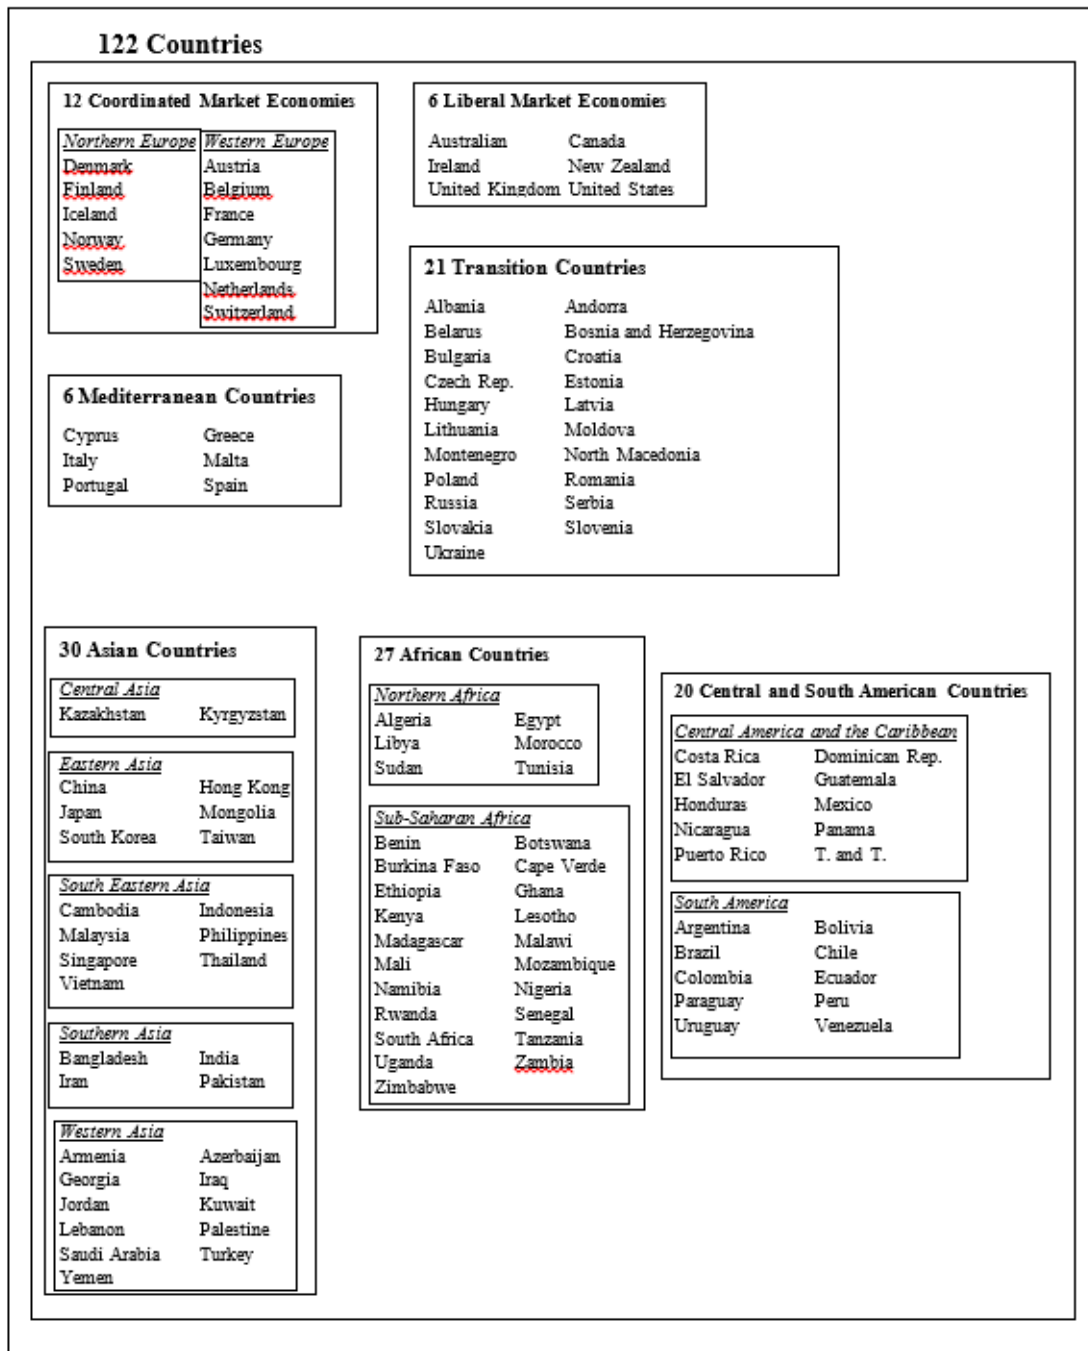 122 Countries
12 Coordinated Market Economies
Northern Europe Western Europe
Denmark Austria
Finland Belgium
Iceland France
Norway Germany
Sweden Luxembourg
Netherlands
Switzerland
6 Liberal Market Economies
Australian Canada
Ireland New Zealand
United Kingdom United States
21 Transition Countries
Albania Andorra
Belarus Bosnia and Herzegovina
Bulgaria Croatia
Czech Rep. Estonia
Hungary Latvia
Lithuania Moldova
Montenegro North Macedonia
Poland Romania
Russia Serbia
Slovakia Slovenia
Ukraine
6 Mediterranean Countries
Cyprus Greece
Italy Malta
Portugal Spain
30 Asian Countries
Central Asia
Kazakhstan Kyrgyzstan
Eastern Asia
China Hong Kong
Japan Mongolia
South Korea Taiwan
South Eastern Asia
Cambodia Indonesia
Malaysia Philippines
Singapore Thailand
Vietnam
Southern Asia
Bangladesh India
Iran Pakistan
Western Asia
Armenia Azerbaijan
Georgia Iraq
Jordan Kuwait
Lebanon Palestine
Saudi Arabia Turkey
Yemen
27 African Countries
Northern Africa
Algeria Egypt
Libya Morocco
Sudan Tunisia
Sub-Saharan Africa
Benin Botswana
Burkina Faso Cape Verde
Ethiopia Ghana
Kenya Lesotho
Madagascar Malawi
Mali Mozambique
Namibia Nigeria
Rwanda Senegal
South Africa Tanzania
Uganda Zambia
Zimbabwe
20 Central and South American Countries
Central America and the Caribbean
Costa Rica Dominican Rep.
El Salvador Guatemala
Honduras Mexico
Nicaragua Panama
Puerto Rico T. and T.
South America
Argentina Bolivia
Brazil Chile
Colombia Ecuador
Paraguay Peru
Uruguay Venezuela